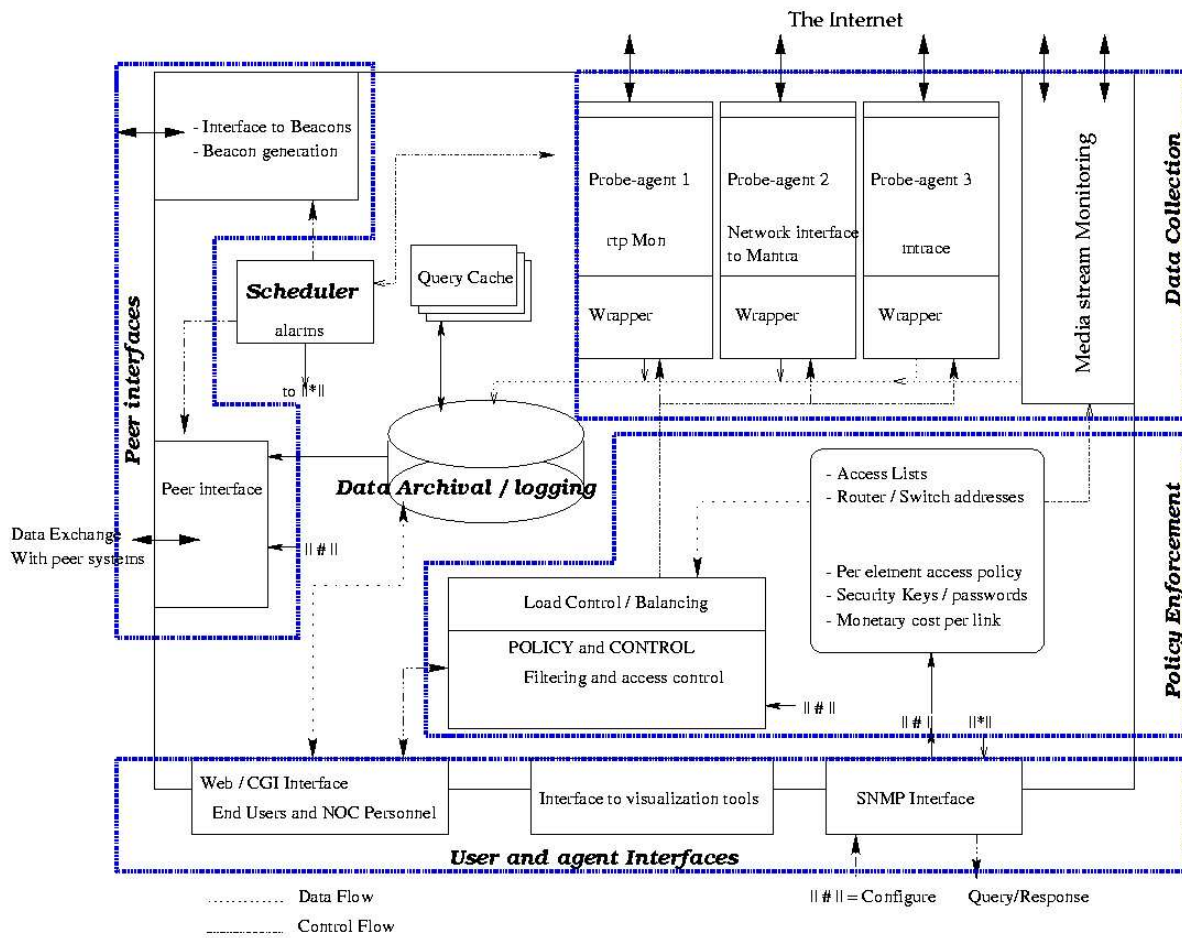 The Internet
- Interface to Beacons
- Beacon generation
Probe-agent 1
Probe-agent 2
Probe-agent 3
rtp Mon
Network interface
to Mantra
mtrace
Wrapper
Wrapper
Wrapper
Media stream Monitoring
Data Collection
Query Cache
Scheduler
alarms
to ||*||
Peer interfaces
Peer interface
Data Archival / logging
Data Exchange
With peer systems
|| # ||
- Access Lists
- Router / Switch addresses
- Per element access policy
- Security Keys / passwords
- Monetary cost per link
Policy Enforcement
Load Control / Balancing
POLICY and CONTROL
Filtering and access control
|| # ||
|| # ||
||*||
Web / CGI Interface
End Users and NOC Personnel
Interface to visualization tools
SNMP Interface
User and agent Interfaces
Data Flow
Control Flow
|| # || = Configure
Query/Response